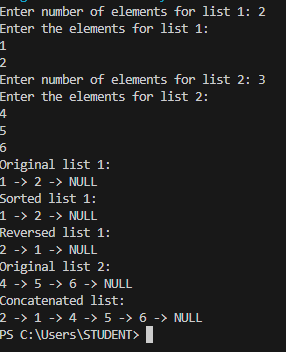 Enter number of elements for list 1: 2
Enter the elements for list 1:
1
2
Enter number of elements for list 2: 3
Enter the elements for list 2:
4
5
6
Original list 1:
1 -> 2 -> NULL
Sorted list 1:
1 -> 2 -> NULL
Reversed list 1:
2 -> 1 -> NULL
Original list 2:
4 -> 5 -> 6 -> NULL
Concatenated list:
2 -> 1 -> 4 -> 5 -> 6 -> NULL
PS C:\Users\STUDENT>